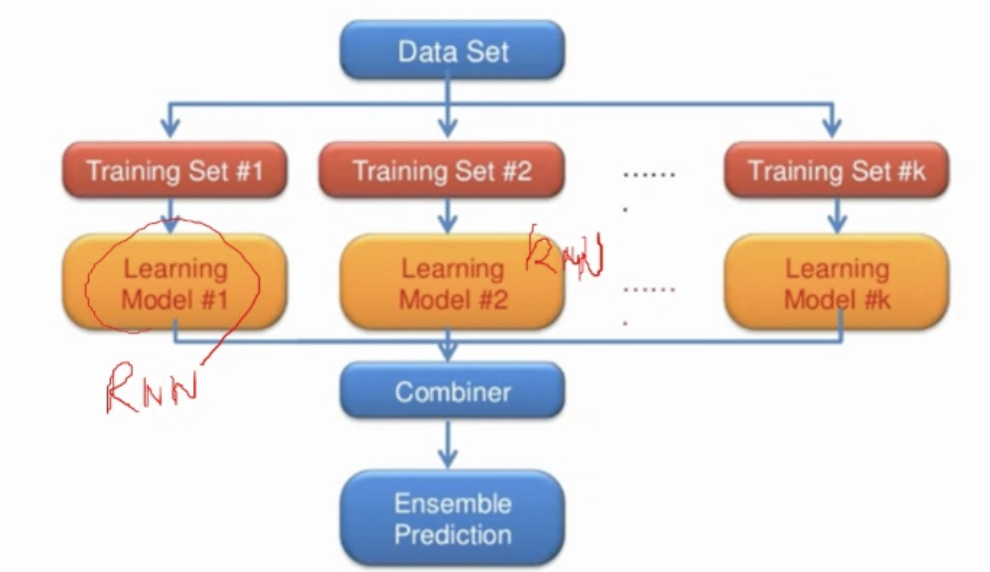 Data Set
Training Set #1
Training Set #2
......
.
Training Set #k
Learning
Model #1
Learning
Model #2
RNN
......
.
Learning
Model #k
RNN
Combiner
Ensemble
Prediction